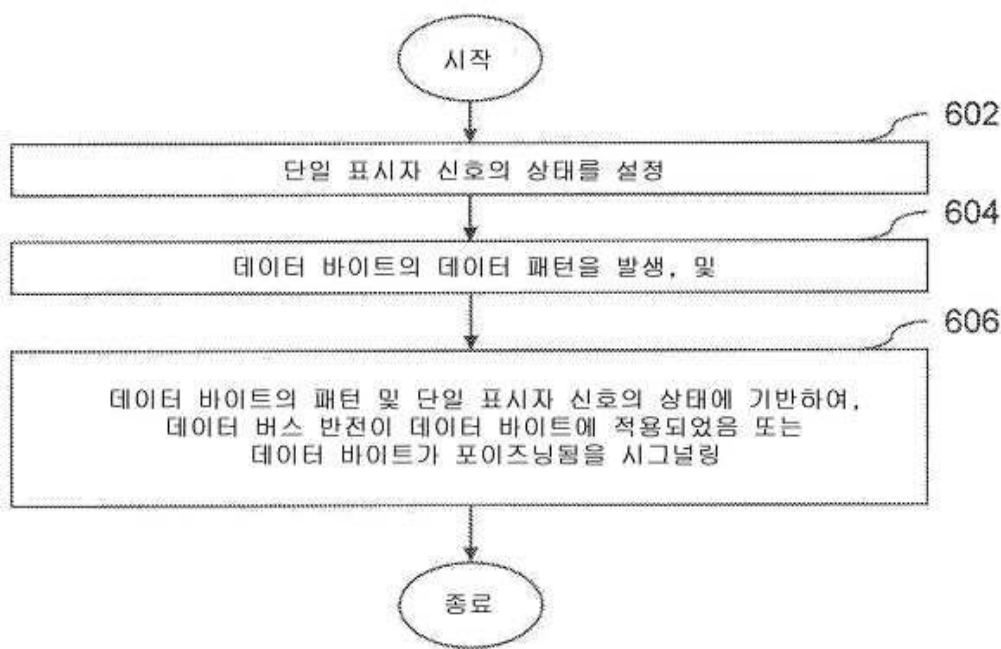 시작
602
단일 표시자 신호의 상태를 설정
604
데이터 바이트의 데이터 패턴을 발생, 및
606
데이터 바이트의 패턴 및 단일 표시자 신호의 상태에 기반하여,
데이터 버스 반전이 데이터 바이트에 적용되었음 또는
데이터 바이트가 포이즈닝됨을 시그널링
종료